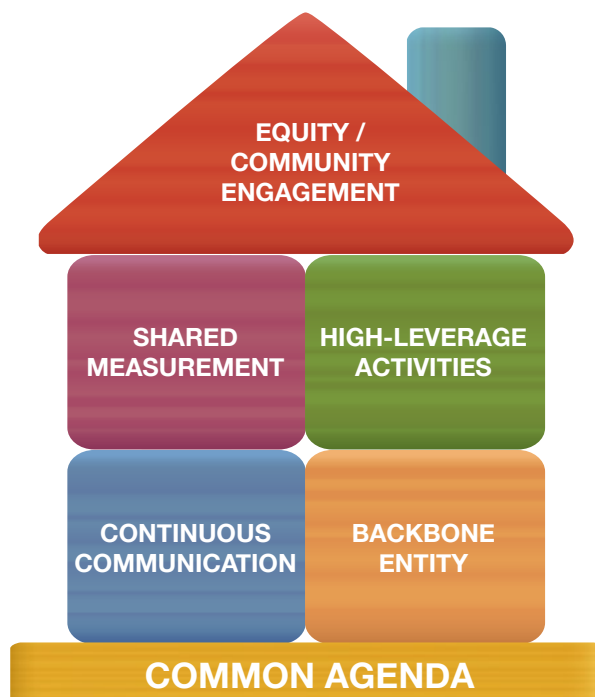 EQUITY /
COMMUNITY
ENGAGEMENT
SHARED
MEASUREMENT
HIGH-LEVERAGE
ACTIVITIES
CONTINUOUS
COMMUNICATION
BACKBONE
ENTITY
COMMON AGENDA